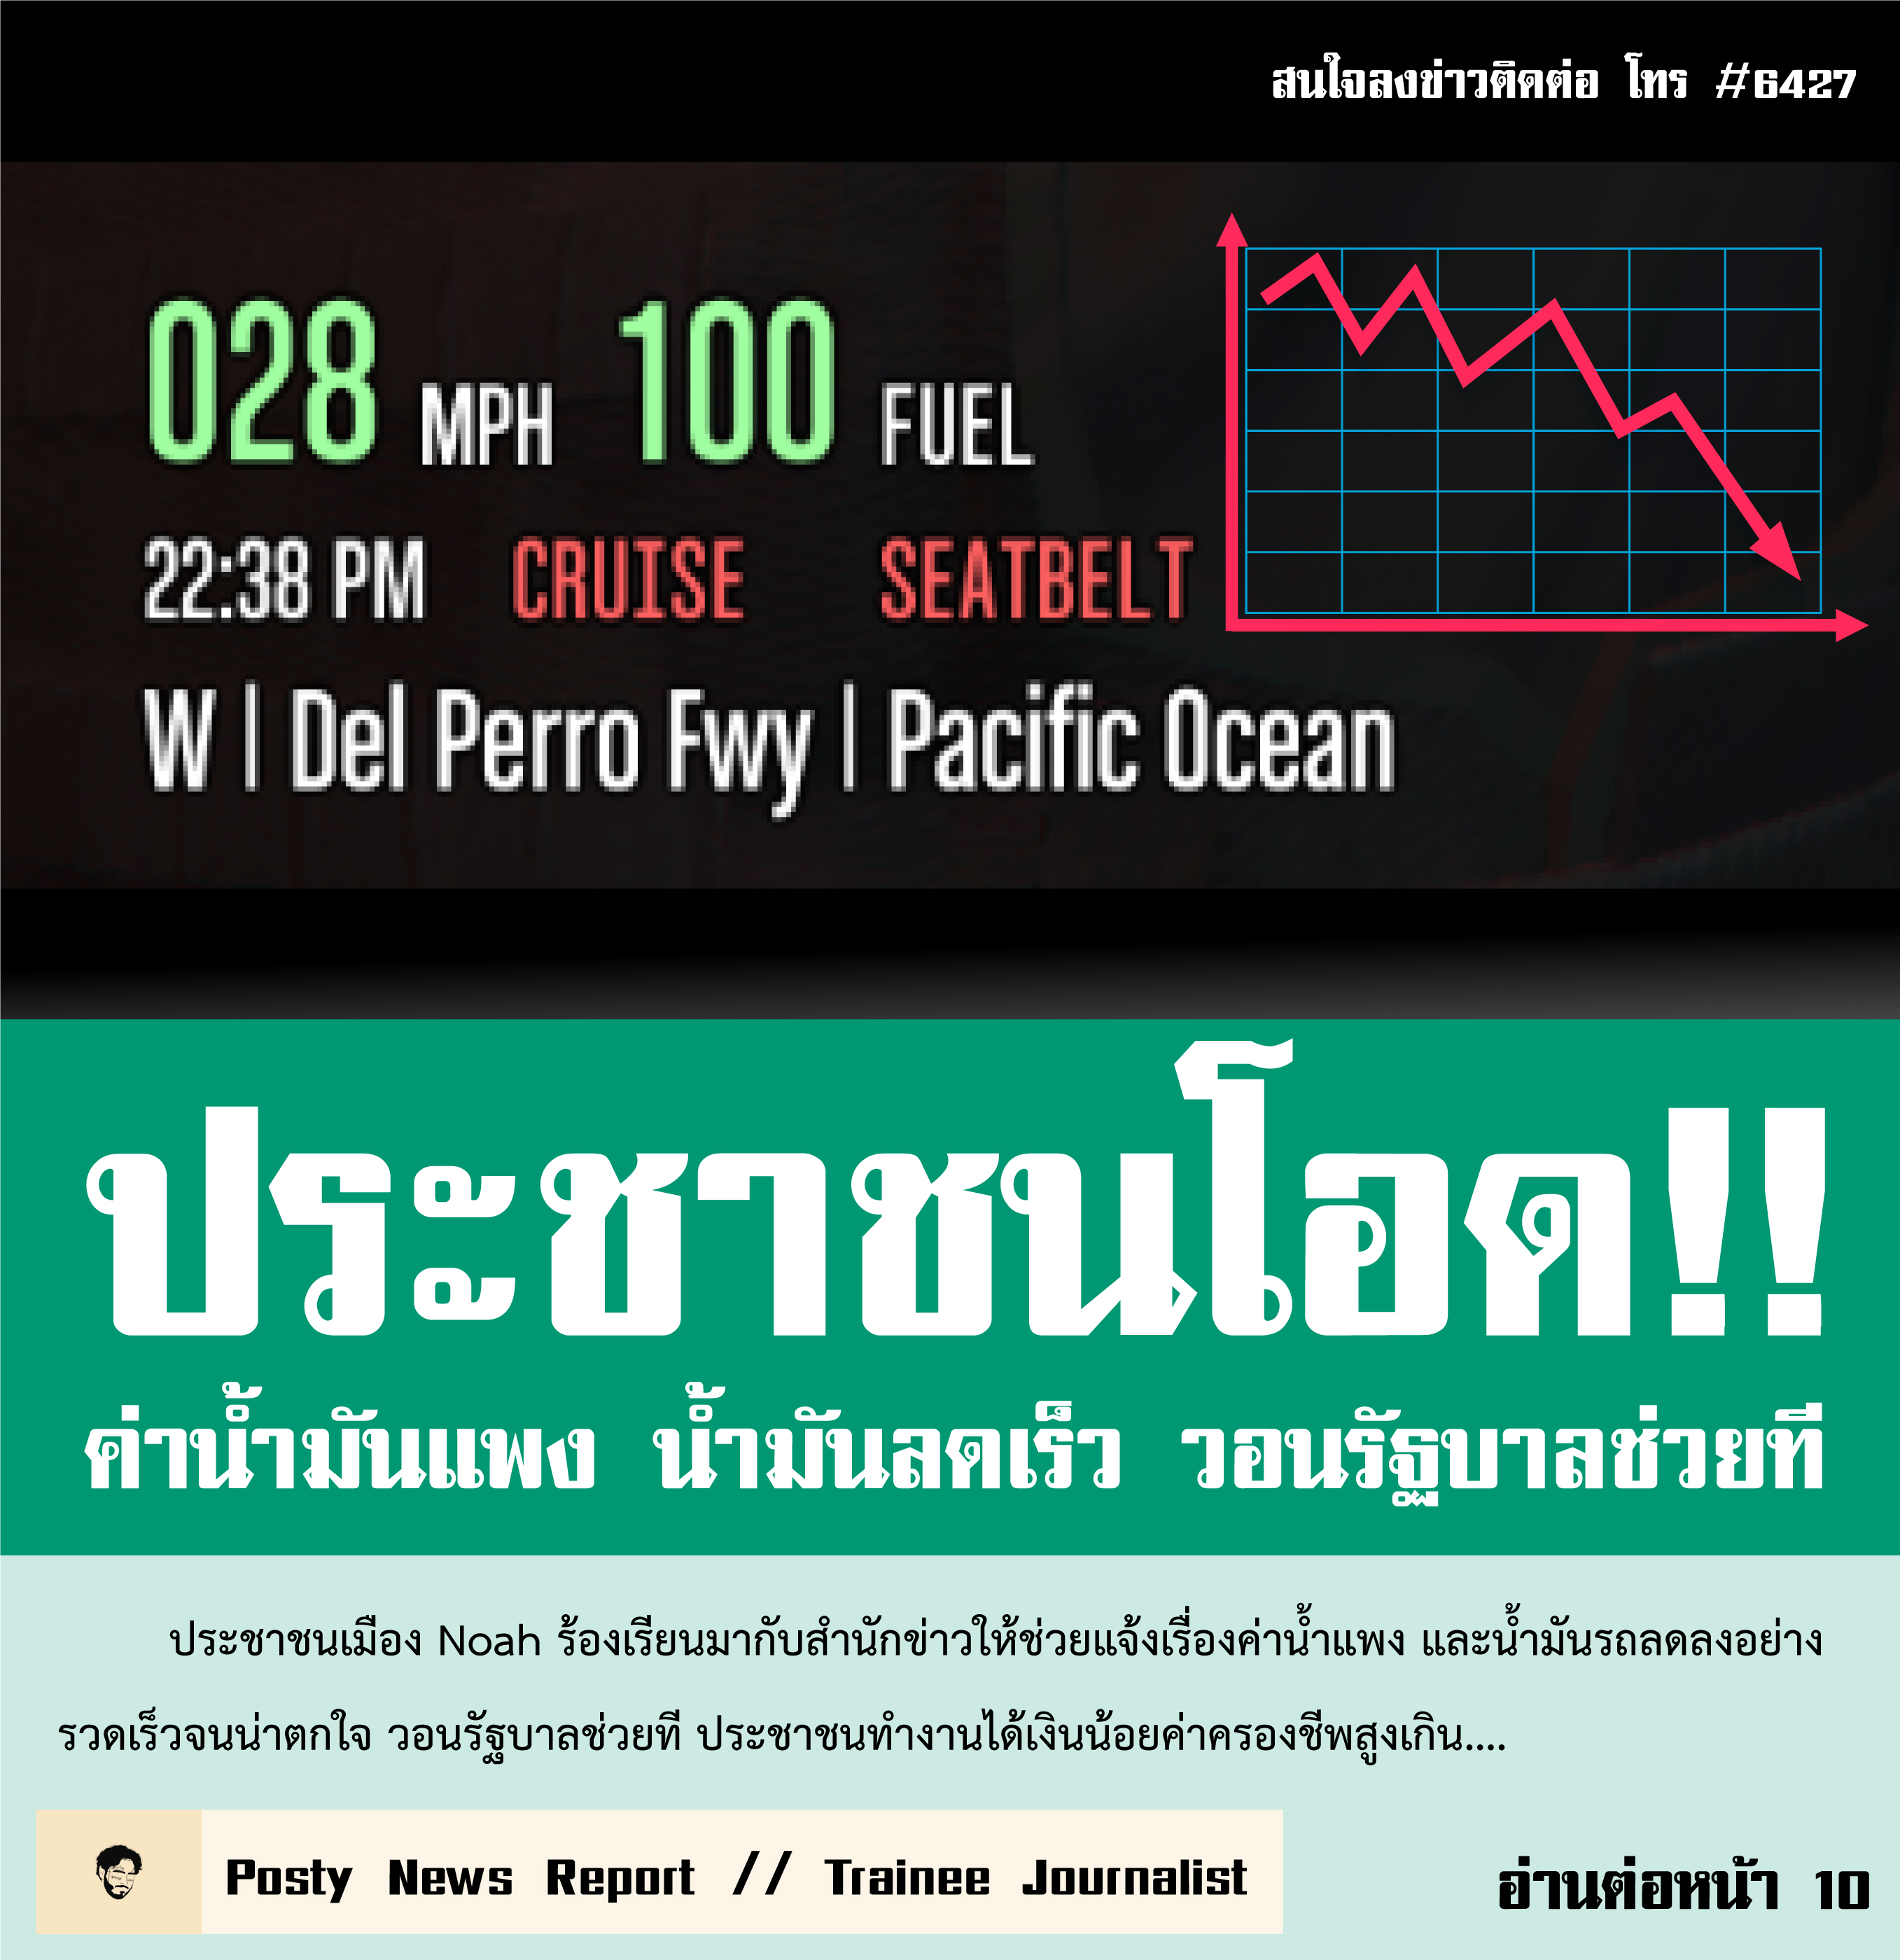 สนใจลงข่าวติดต่อ โทร #6427
028 MPH 100 FUEL
22:38 PM CRUISE SEATBELT
W | Del Perro Fwy | Pacific Ocean
ประชาชนโอด!!
ค่าน้ำมันแพง น้ำมันลดเร็ว วอนรัฐบาลช่วยที
ประชาชนเมือง Noah ร้องเรียนมากับสำนักข่าวให้ช่วยแจ้งเรื่องค่าน้ำแพง และน้ำมันรถลดลงอย่าง
รวดเร็วจนน่าตกใจ วอนรัฐบาลช่วยที ประชาชนทำงานได้เงินน้อยค่าครองชีพสูงเกิน....
Posty News Report // Trainee Journalist
อ่านต่อหน้า 10